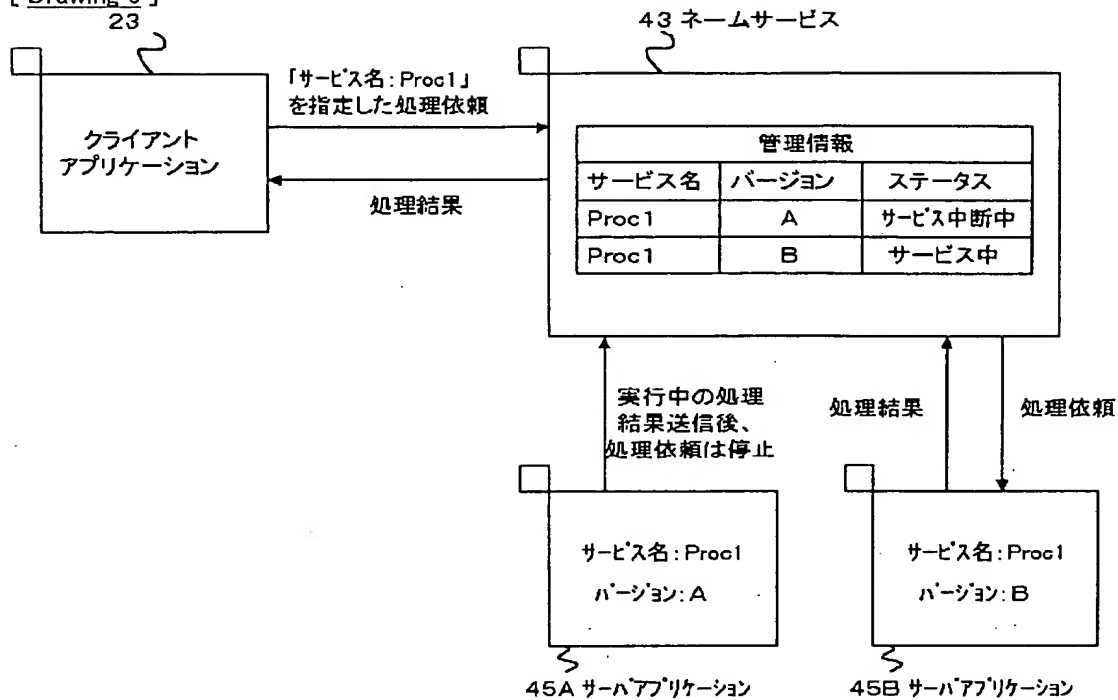 23
43 ネームサービス
「サービス名:Proc1」
を指定した処理依頼
クライアント
アプリケーション
処理結果
管理情報
サービス名 バージョン ステータス
Proc1 A サービス中断中
Proc1 B サービス中
実行中の処理
結果送信後、
処理依頼は停止
処理結果
処理依頼
サービス名:Proc1
バージョン:A
サービス名:Proc1
バージョン:B
45A サーバアプリケーション
45B サーバアプリケーション